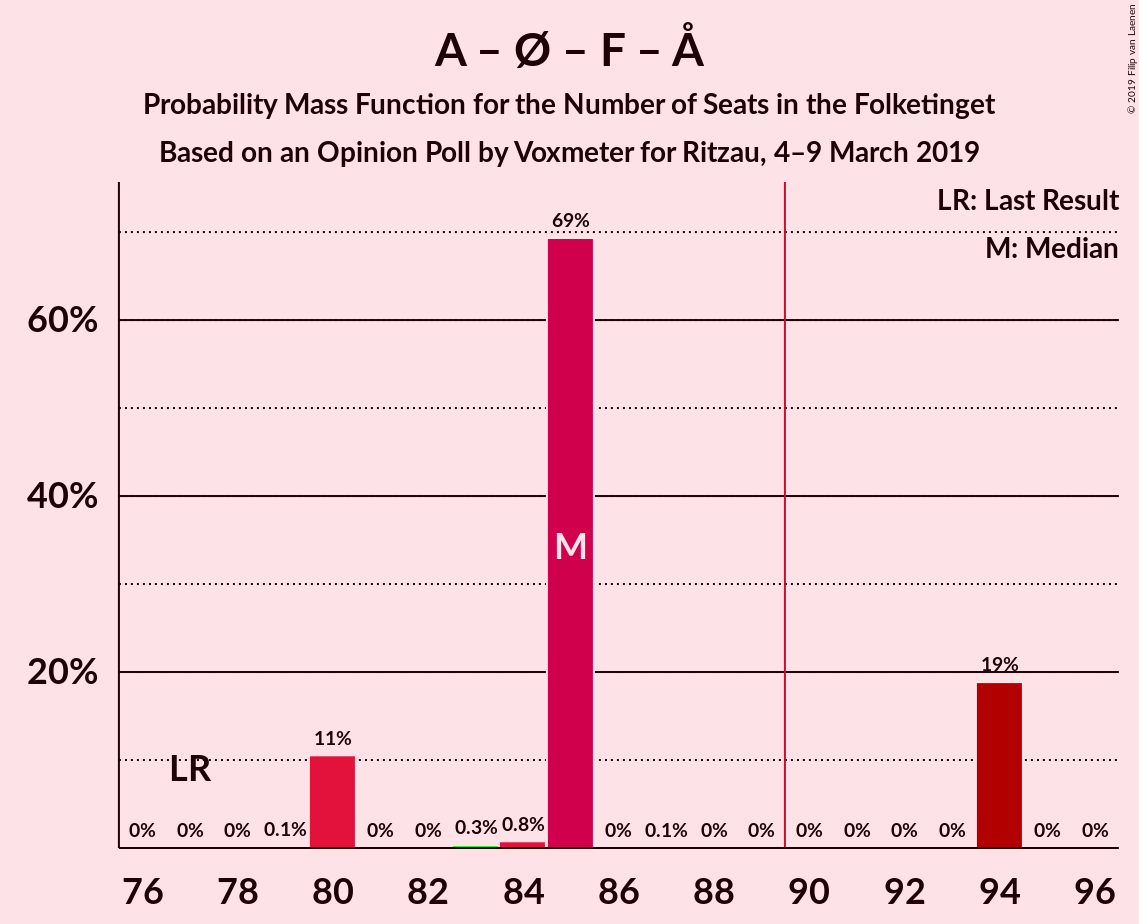 A – Ø – F – Å
Probability Mass Function for the Number of Seats in the Folketinget
Based on an Opinion Poll by Voxmeter for Ritzau, 4–9 March 2019
© 2019 Filip van Laenen
LR: Last Result
M: Median
60%
40%
20%
LR
M
0% 0% 0% 0.1% 11% 0% 0% 0.3% 0.8% 69% 0% 0.1% 0% 0% 0% 0% 0% 0% 19% 0% 0%
76 78 80 82 84 86 88 90 92 94 96